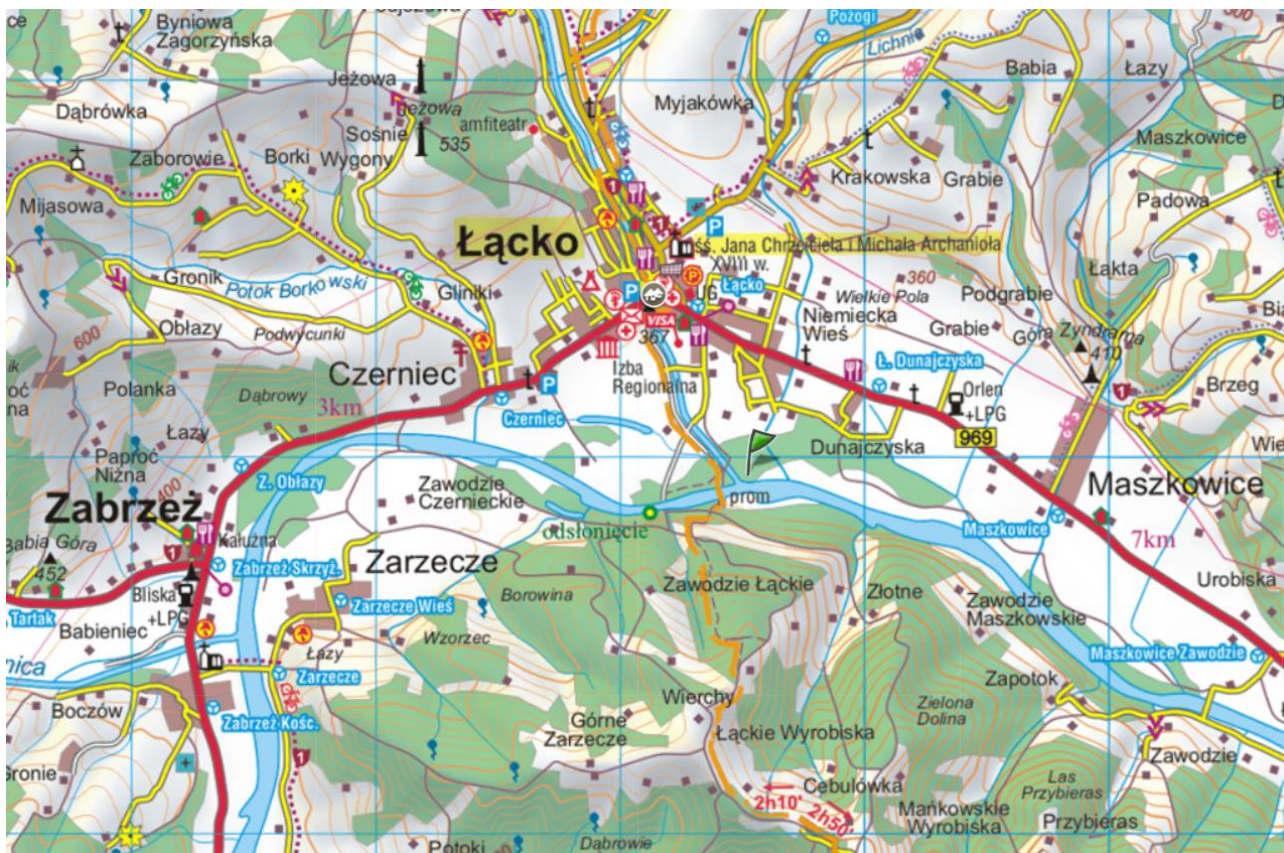 Byniowa
Zagorzyńska
Pożogi
Lichnia
Babia
Łazy
Dąbrówka
Jeżowa
Jeżowa
535
Sośnie
amfiteatr
Myjakówka
Maszkowice
Zaborowie
Borki
Wygony
Krakowska
Grabie
Padowa
Mijasowa
Łącko
śś. Jana Chrzciciela i Michała Archanioła
XVIII w.
Łakta
Gronik
Potok Borkowski
Gliniki
P
UG
Łącko
Wielkie Pola
360
Podgrabie
Obłazy
Podwycunki
VISA
367
Niemiecka
Wieś
Grabie
Góra Zyndrama
410
600
Polanka
Dąbrowy
Czerniec
Izba
Regionalna
Ł. Dunajczyska
Orlen
+LPG
Brzeg
3km
Czerniec
Łazy
Dunajczyska
969
Paproć
Niżna
400
Z. Obłazy
Zawodzie
Czernieckie
prom
Maszkowice
Zabrzeż
Maszkowice
7km
Babia Góra
452
Kałużna
Zabrzeż Skrzyż.
odsłonięcie
Zarzecze
Urobiska
Tartak
Bliska
+LPG
Zarzecze Wieś
Borowina
Zawodzie Łąckie
Złotne
Zawodzie
Maszkowskie
Babieniec
Łazy
Wzorzec
Maszkowice Zawodzie
Zarzecze
Wierchy
Zapotok
Boczów
Zabrzeż Kośc.
Górne
Zarzecze
Łąckie Wyrobiska
Zielona
Dolina
Zawodzie
Gronie
1
Cebulówka
Las
Przybieras
2h10'
2h50'
Mańkowskie
Wyrobiska
Przybieras
Potoki
Dąbrowie